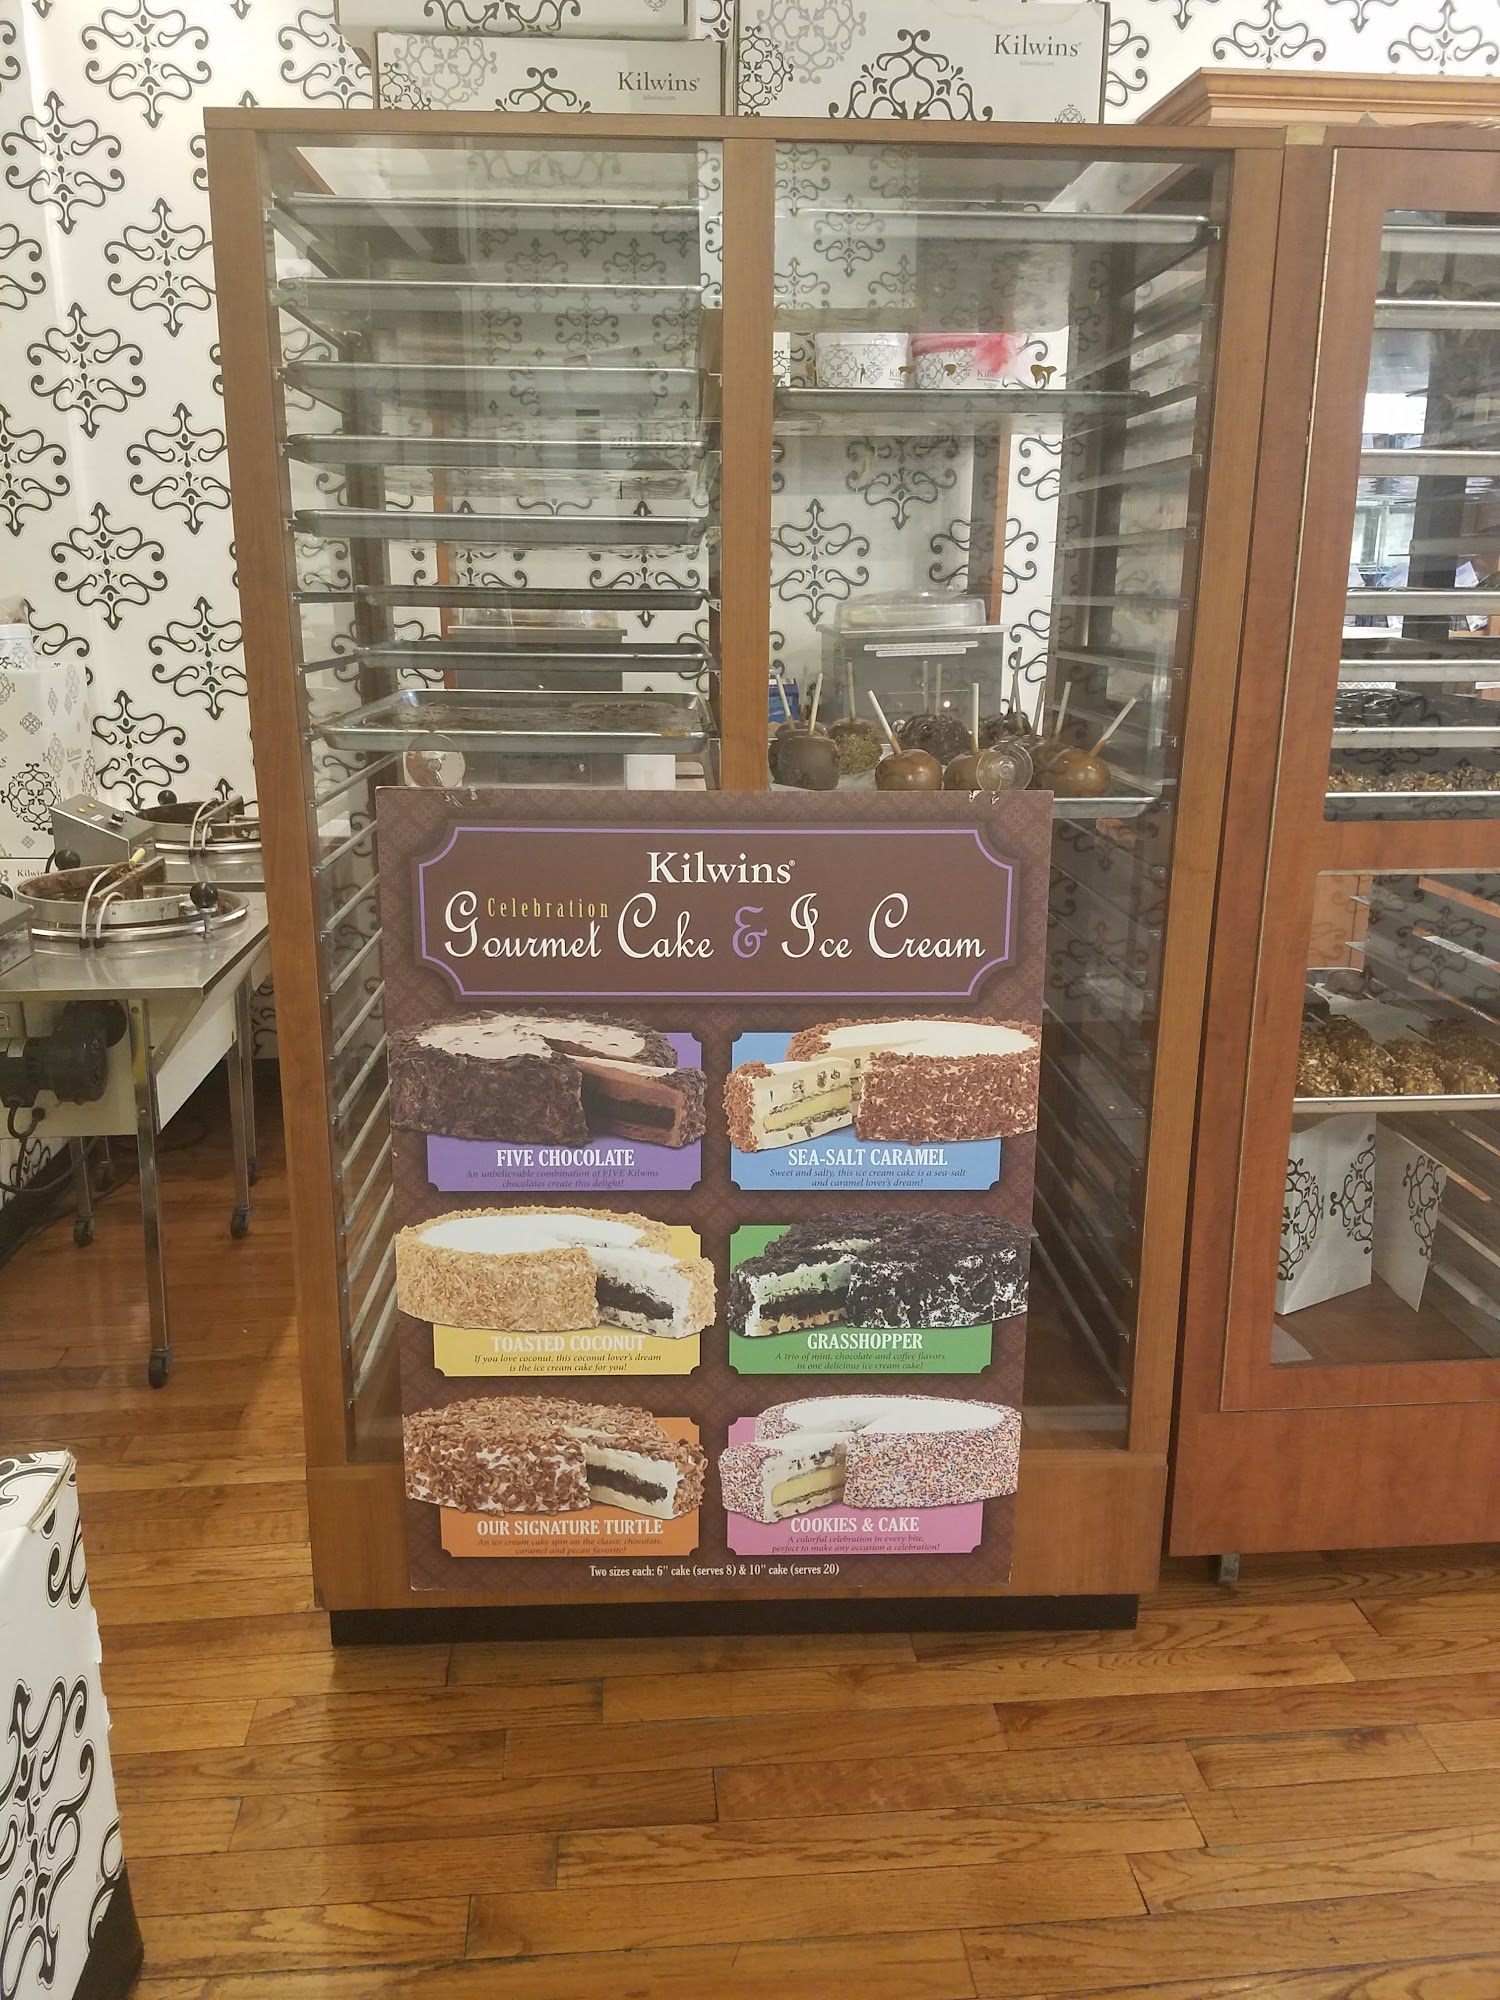 Kilwins
kilwins.com
Kilwins
kilwins.com
Kilwins®
Celebration
Gourmet Cake & Ice Cream
FIVE CHOCOLATE
An unbelievable combination of FIVE Kilwins
chocolates create this delight!
SEA-SALT CARAMEL
Sweet and salty, this ice cream cake is a sea-salt
and caramel lover's dream!
TOASTED COCONUT
If you love coconut, this coconut lover's dream
is the ice cream cake for you!
GRASSHOPPER
A trio of mint, chocolate and coffee flavors
in one delicious ice cream cake!
OUR SIGNATURE TURTLE
An ice cream cake spin on the classic chocolate,
caramel and pecan favorite!
COOKIES & CAKE
A colorful celebration in every bite,
perfect to make any occasion a celebration!
Two sizes each: 6" cake (serves 8) & 10" cake (serves 20)